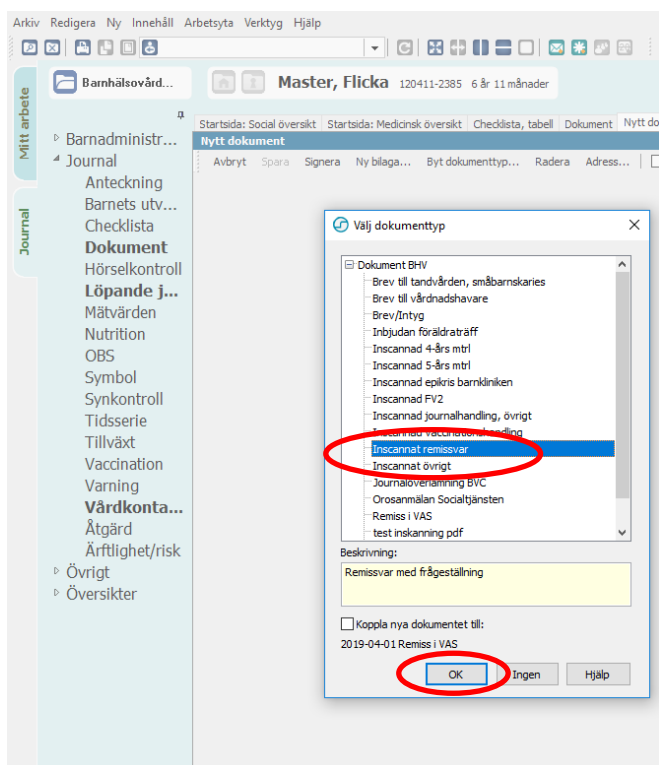 Arkiv Redigera Ny Innehåll Arbetsyta Verktyg Hjälp
Mitt arbete
Journal
Barnhälsovård...
Master, Flicka 120411-2385 6 år 11 månader
Startsida: Social översikt Startsida: Medicinsk översikt Checklista, tabell Dokument Nytt do
Nytt dokument
Avbryt Spara Signera Ny bilaga... Byt dokumenttyp... Radera Adress...
Barnadministr...
Journal
Anteckning
Barnets utv...
Checklista
Dokument
Hörselkontroll
Löpande j...
Mätvärden
Nutrition
OBS
Symbol
Synkontroll
Tidsserie
Tillväxt
Vaccination
Varning
Vårdkonta...
Åtgärd
Ärftlighet/risk
Övrigt
Översikter
Välj dokumenttyp
Dokument BHV
Brev till tandvården, småbarnskaries
Brev till vårdnadshavare
Brev/Intyg
Inbjudan föräldraträff
Inscannad 4-års mtrl
Inscannad 5-års mtrl
Inscannad epikris barnkliniken
Inscannad FV2
Inscannad journalhandling, övrigt
Inscannad vaccinationshandling
Inscannat remissvar
Inscannat övrigt
Journalöverlämning BVC
Orosanmälan Socialtjänsten
Remiss i VAS
test inskanning pdf
Beskrivning:
Remissvar med frågeställning
Koppla nya dokumentet till:
2019-04-01 Remiss i VAS
OK Ingen Hjälp